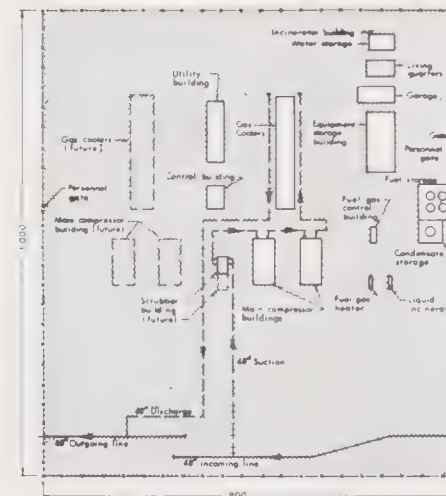 Incinerator building
Water storage
Living
quarters
Utility
building
Garage
Gas coolers
(future)
Gas
Coolers
Equipment
storage
building
Personnel
gate
Fuel storage
Control building
Personnel
gate
Fuel gas
control
building
Main compressor
building (future)
Condensate
storage
Scrubber
building
(future)
Main compressor
buildings
Fuel gas
heater
Liquid
48" Suction
48" Discharge
48" Outgoing line
48" Incoming line
800